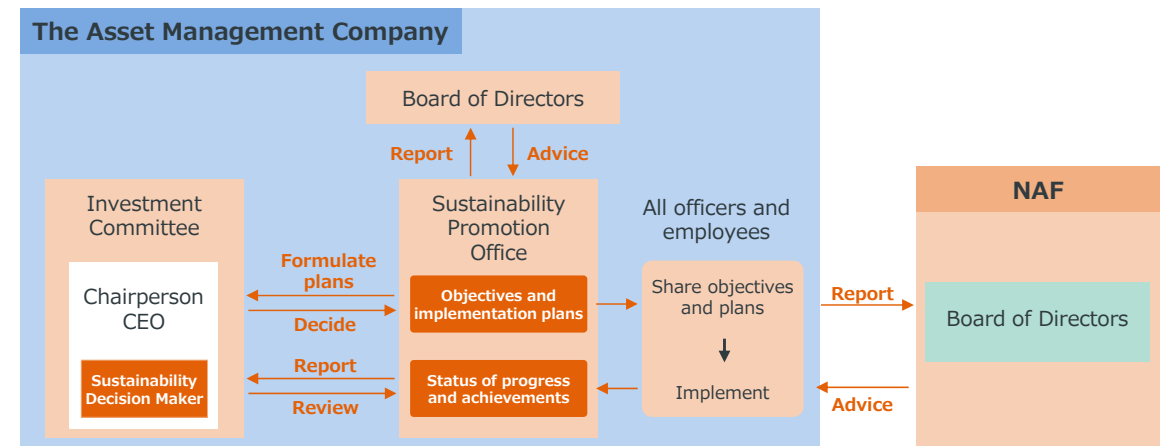 The Asset Management Company
Board of Directors
Report
Advice
Investment
Committee
Chairperson
CEO
Sustainability
Decision Maker
Formulate
plans
Decide
Report
Review
Sustainability
Promotion
Office
Objectives and
implementation plans
Status of progress
and achievements
All officers and
employees
Share objectives
and plans
Implement
Report
Advice
NAF
Board of Directors